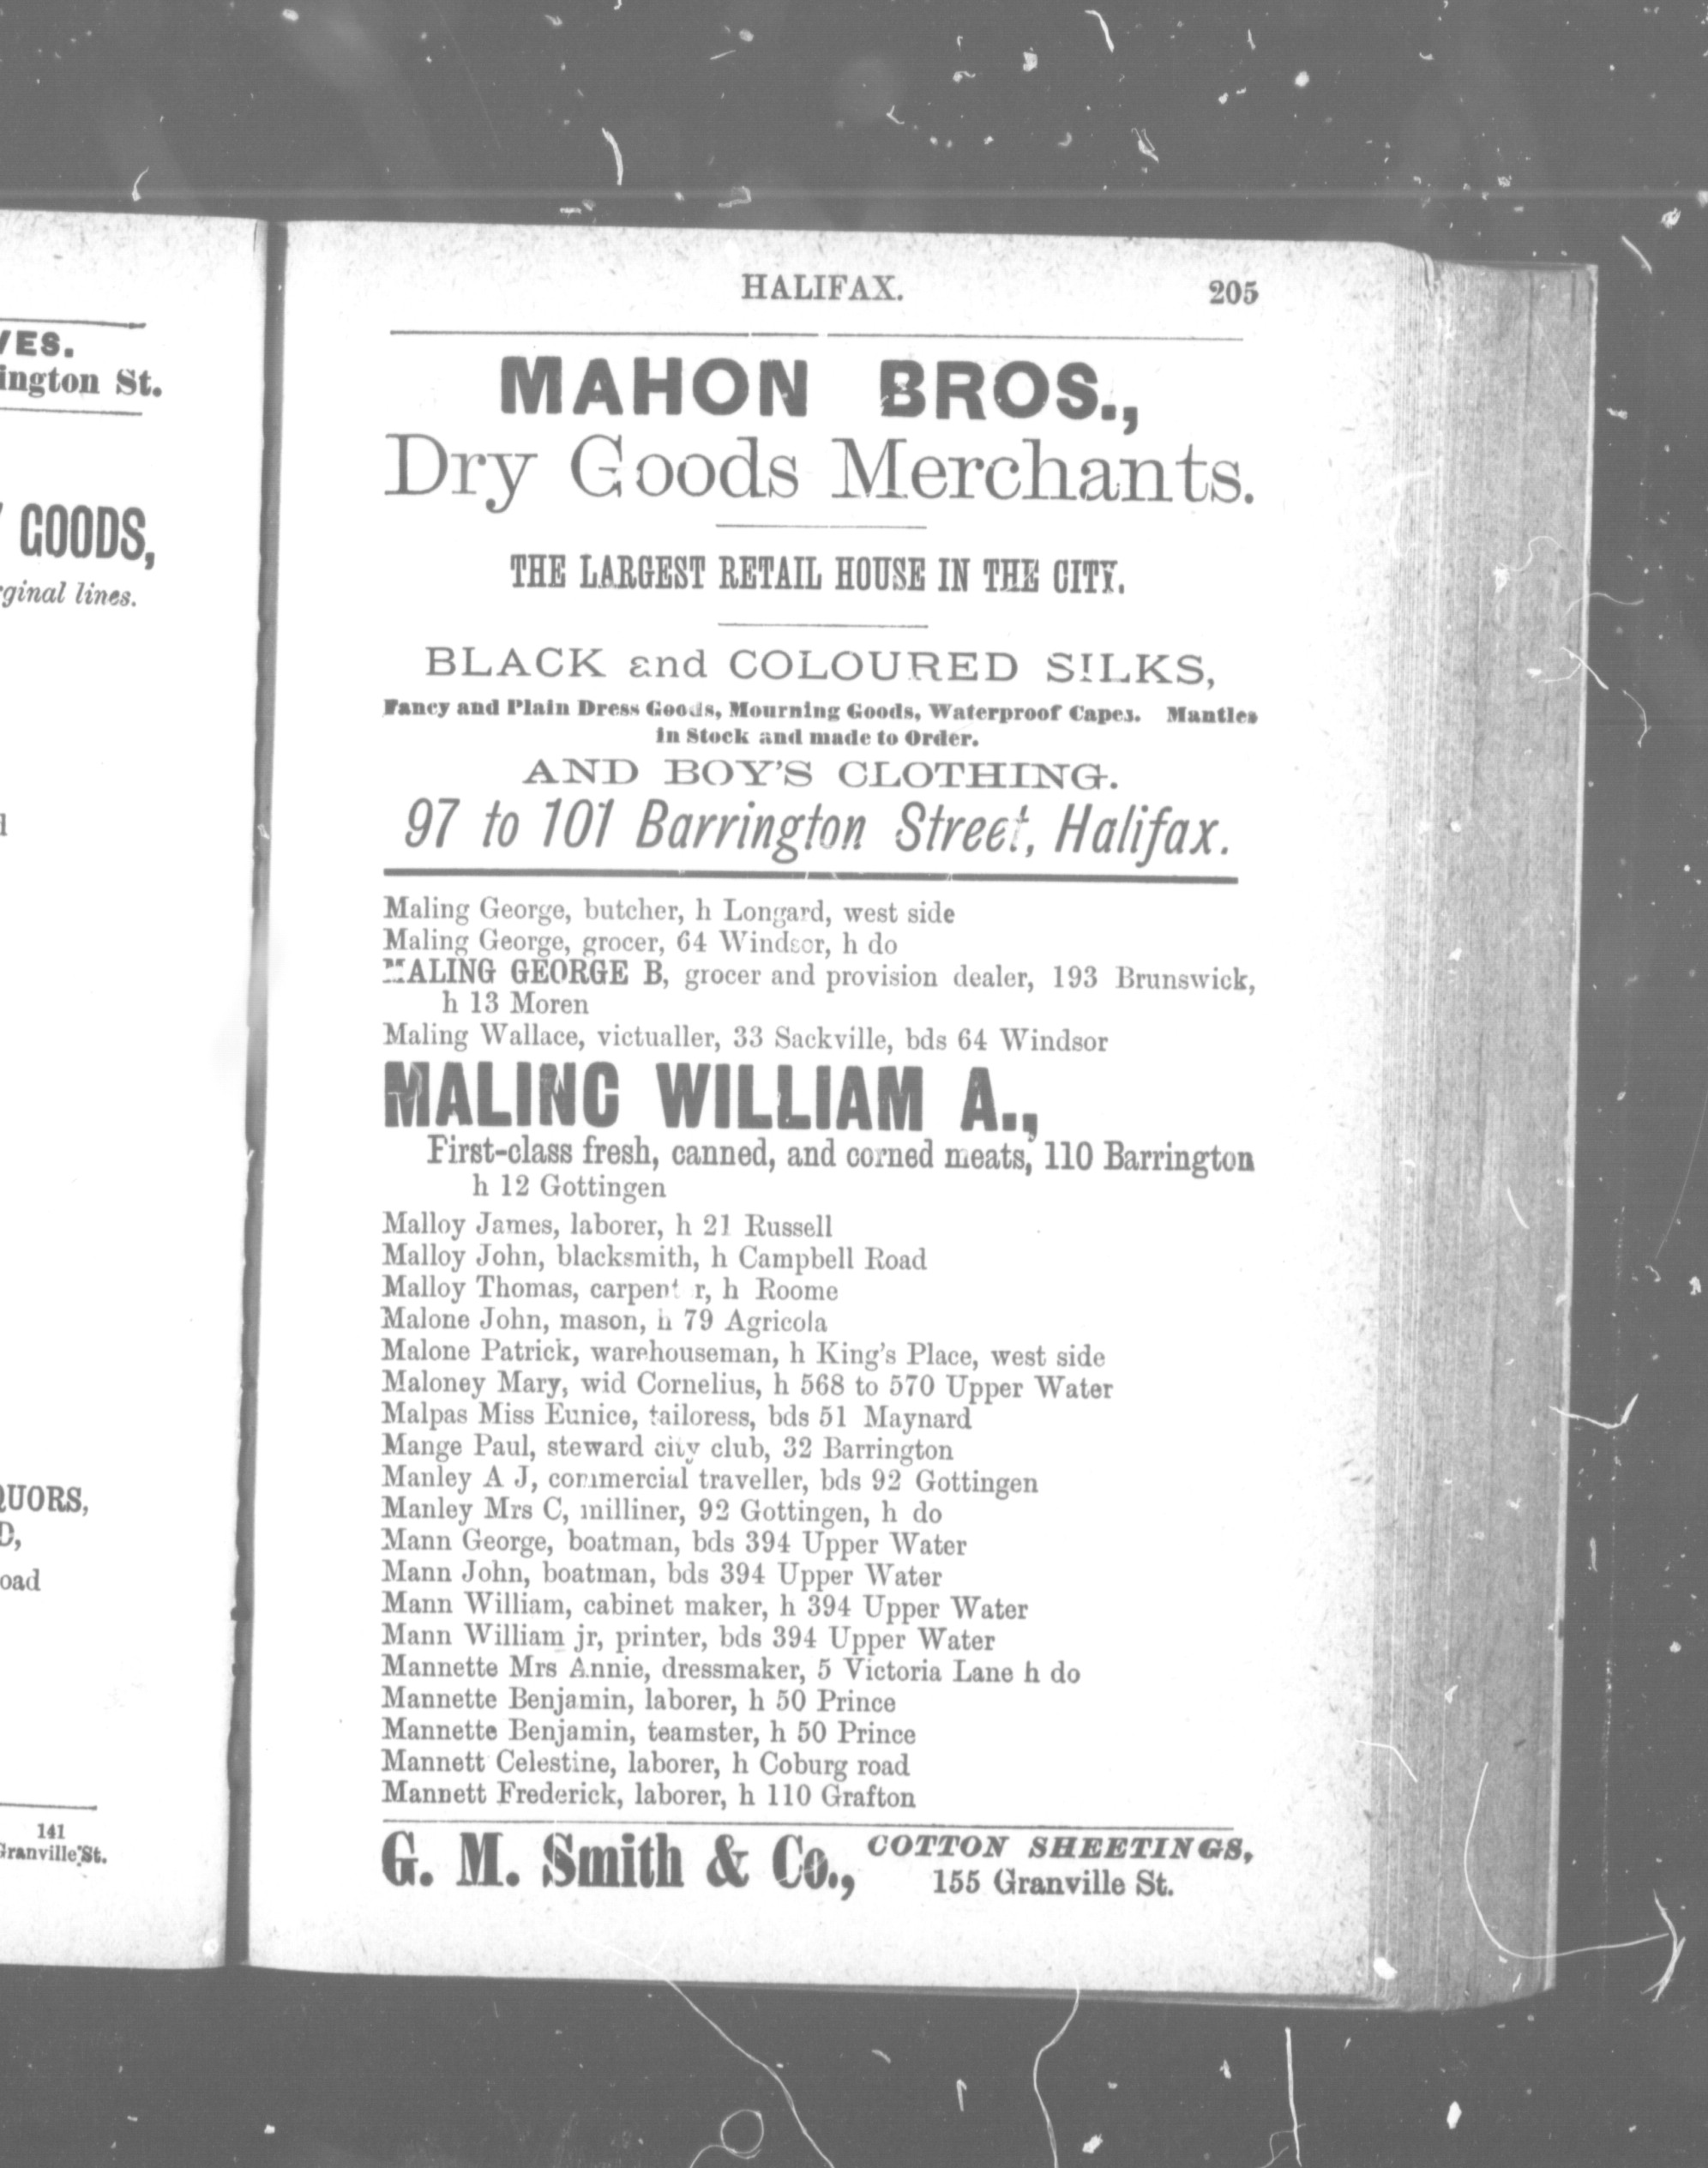 ington St.
GOODS,
ginal lines.
QUORS,
oad
141
Granville St.
HALIFAX. 205
MAHON BROS.,
Dry Goods Merchants.
THE LARGEST RETAIL HOUSE IN THE CITY.
BLACK and COLOURED SILKS,
Fancy and Plain Dress Goods, Mourning Goods, Waterproof Capes. Mantles
in Stock and made to Order.
AND BOY'S CLOTHING.
97 to 101 Barrington Street, Halifax.
Maling George, butcher, h Longard, west side
Maling George, grocer, 64 Windsor, h do
MALING GEORGE B, grocer and provision dealer, 193 Brunswick,
h 13 Moren
Maling Wallace, victualler, 33 Sackville, bds 64 Windsor
MALING WILLIAM A.,
First-class fresh, canned, and corned meats, 110 Barrington
h 12 Gottingen
Malloy James, laborer, h 21 Russell
Malloy John, blacksmith, h Campbell Road
Malloy Thomas, carpent r, h Roome
Malone John, mason, h 79 Agricola
Malone Patrick, warehouseman, h King's Place, west side
Maloney Mary, wid Cornelius, h 568 to 570 Upper Water
Malpas Miss Eunice, tailoress, bds 51 Maynard
Mange Paul, steward city club, 32 Barrington
Manley A J, commercial traveller, bds 92 Gottingen
Manley Mrs C, milliner, 92 Gottingen, h do
Mann George, boatman, bds 394 Upper Water
Mann John, boatman, bds 394 Upper Water
Mann William, cabinet maker, h 394 Upper Water
Mann William jr, printer, bds 394 Upper Water
Mannette Mrs Annie, dressmaker, 5 Victoria Lane h do
Mannette Benjamin, laborer, h 50 Prince
Mannette Benjamin, teamster, h 50 Prince
Mannett Celestine, laborer, h Coburg road
Mannett Frederick, laborer, h 110 Grafton
G. M. Smith & Co., COTTON SHEETINGS,
155 Granville St.